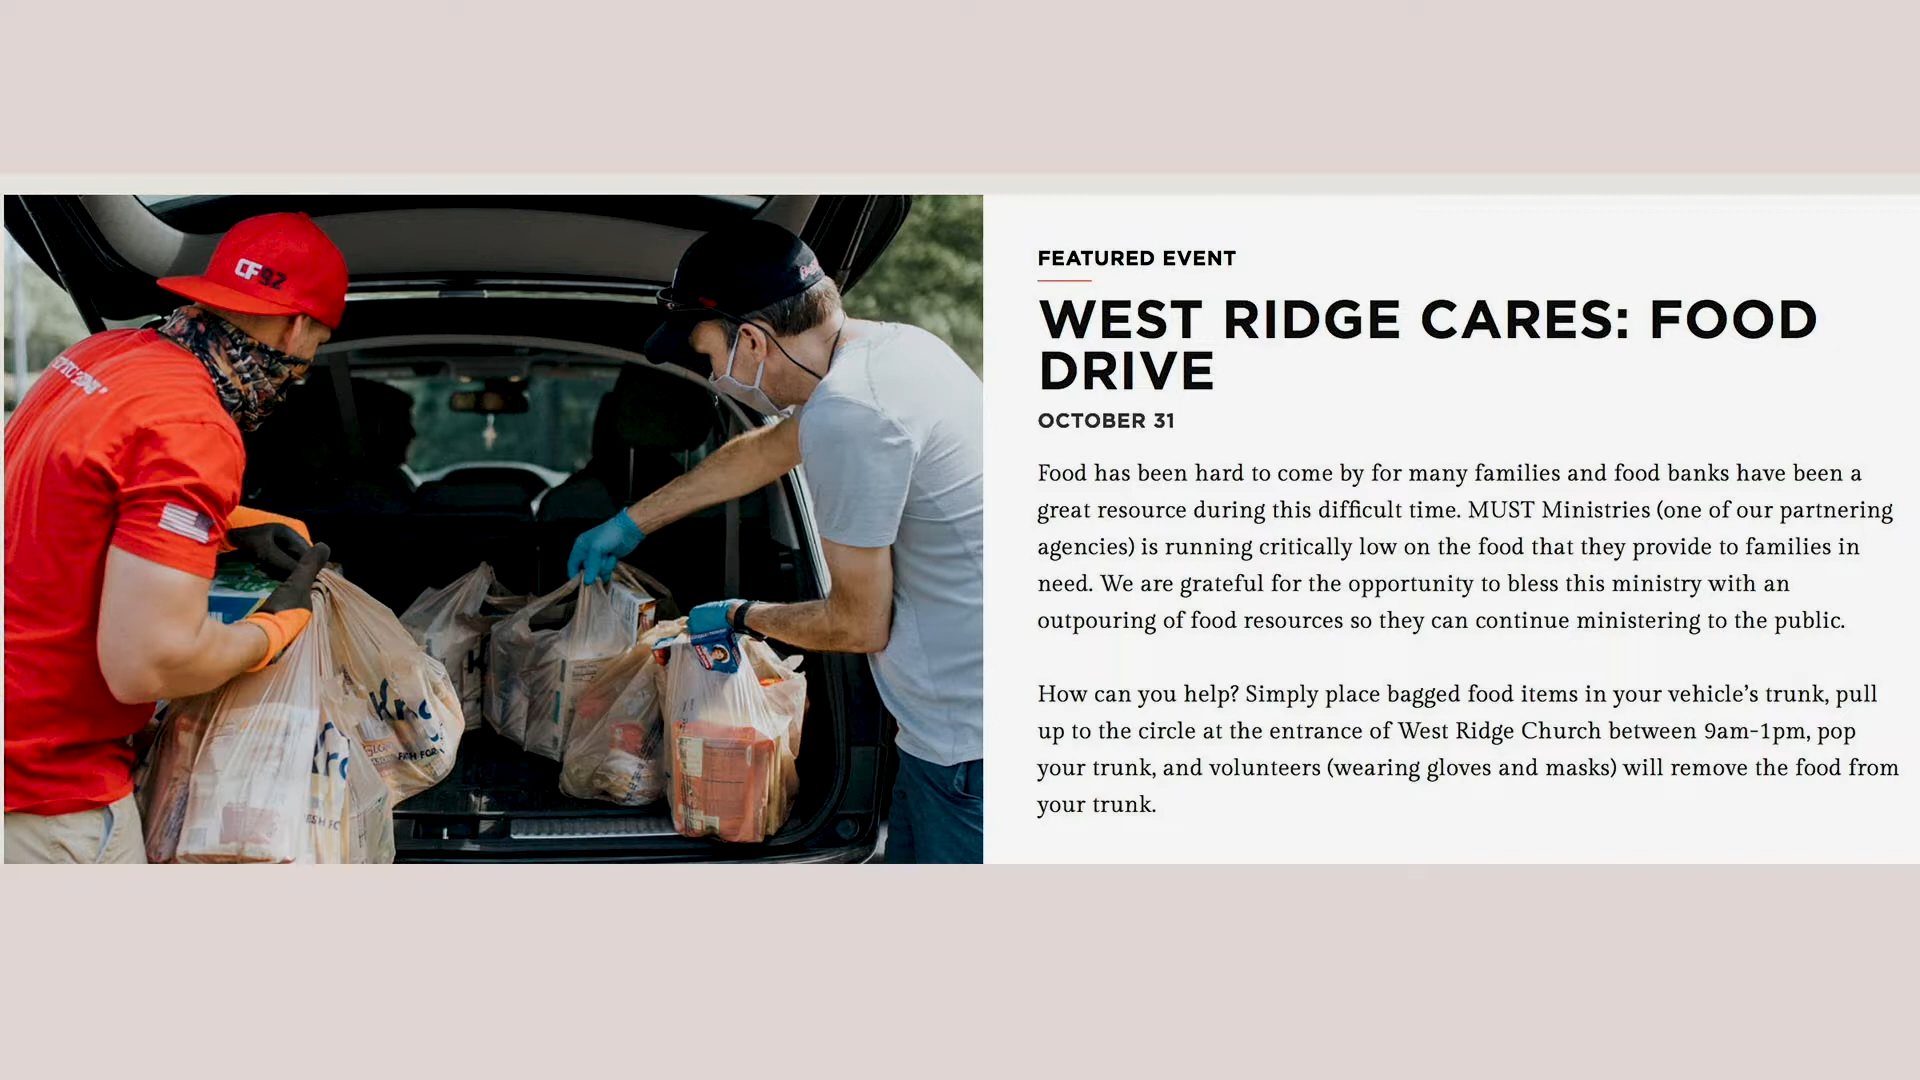 CF92
FEATURED EVENT
WEST RIDGE CARES: FOOD
DRIVE
OCTOBER 31
Food has been hard to come by for many families and food banks have been a
great resource during this difficult time. MUST Ministries (one of our partnering
agencies) is running critically low on the food that they provide to families in
need. We are grateful for the opportunity to bless this ministry with an
outpouring of food resources so they can continue ministering to the public.
How can you help? Simply place bagged food items in your vehicle’s trunk, pull
up to the circle at the entrance of West Ridge Church between 9am-1pm, pop
your trunk, and volunteers (wearing gloves and masks) will remove the food from
your trunk.